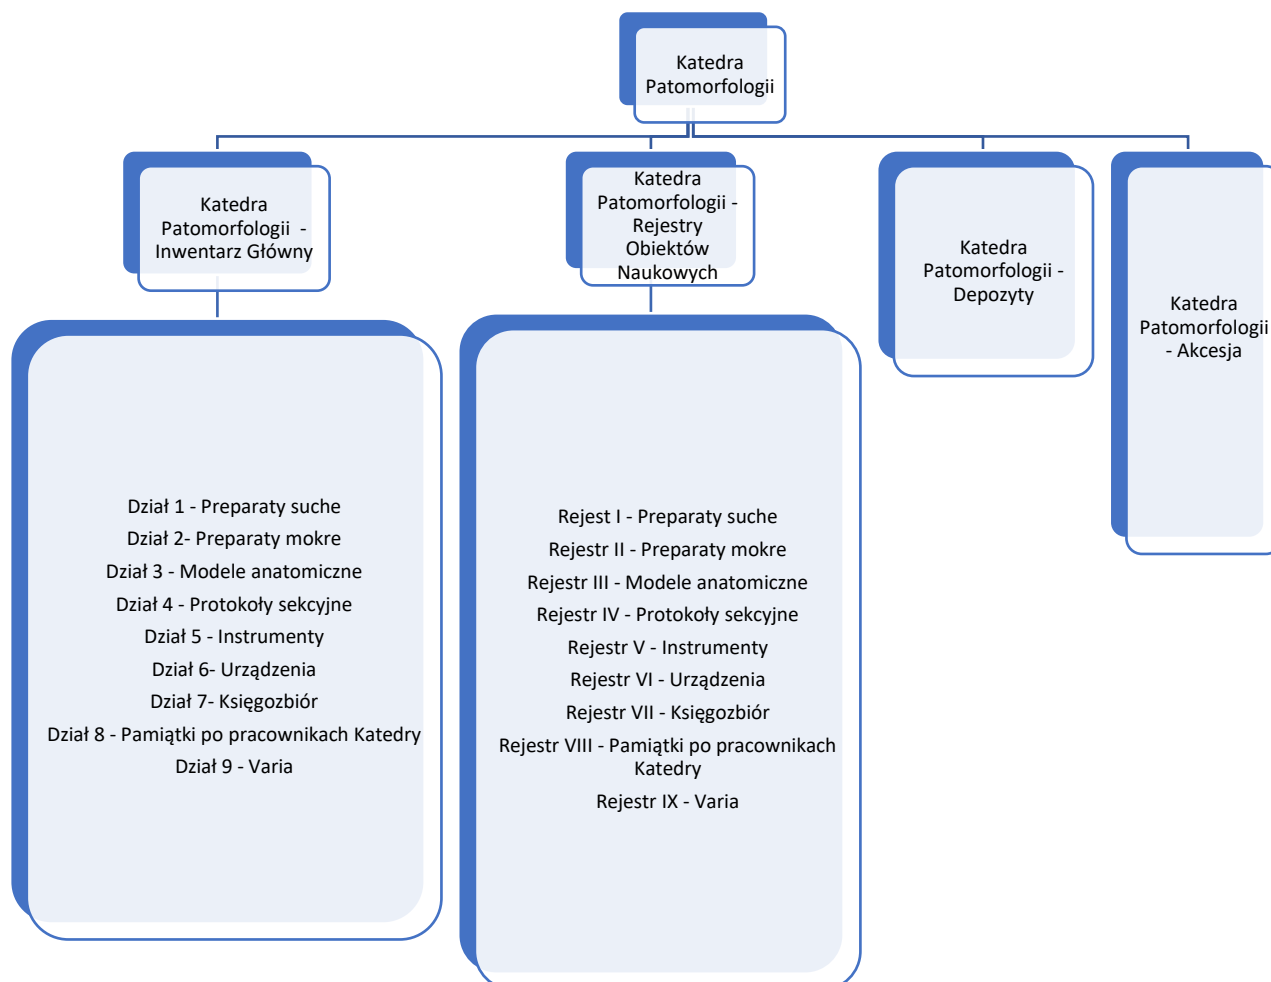 Katedra
Patomorfologii
Katedra
Patomorfologii -
Inwentarz Główny
Katedra
Patomorfologii -
Rejestry
Obiektów
Naukowych
Katedra
Patomorfologii -
Depozyty
Katedra
Patomorfologii
- Akcesja
Dział 1 - Preparaty suche
Dział 2- Preparaty mokre
Dział 3 - Modele anatomiczne
Dział 4 - Protokoły sekcyjne
Dział 5 - Instrumenty
Dział 6- Urządzenia
Dział 7- Księgozbiór
Dział 8 - Pamiątki po pracownikach Katedry
Dział 9 - Varia
Rejest I - Preparaty suche
Rejestr II - Preparaty mokre
Rejestr III - Modele anatomiczne
Rejestr IV - Protokoły sekcyjne
Rejestr V - Instrumenty
Rejestr VI - Urządzenia
Rejestr VII - Księgozbiór
Rejestr VIII - Pamiątki po pracownikach
Katedry
Rejestr IX - Varia